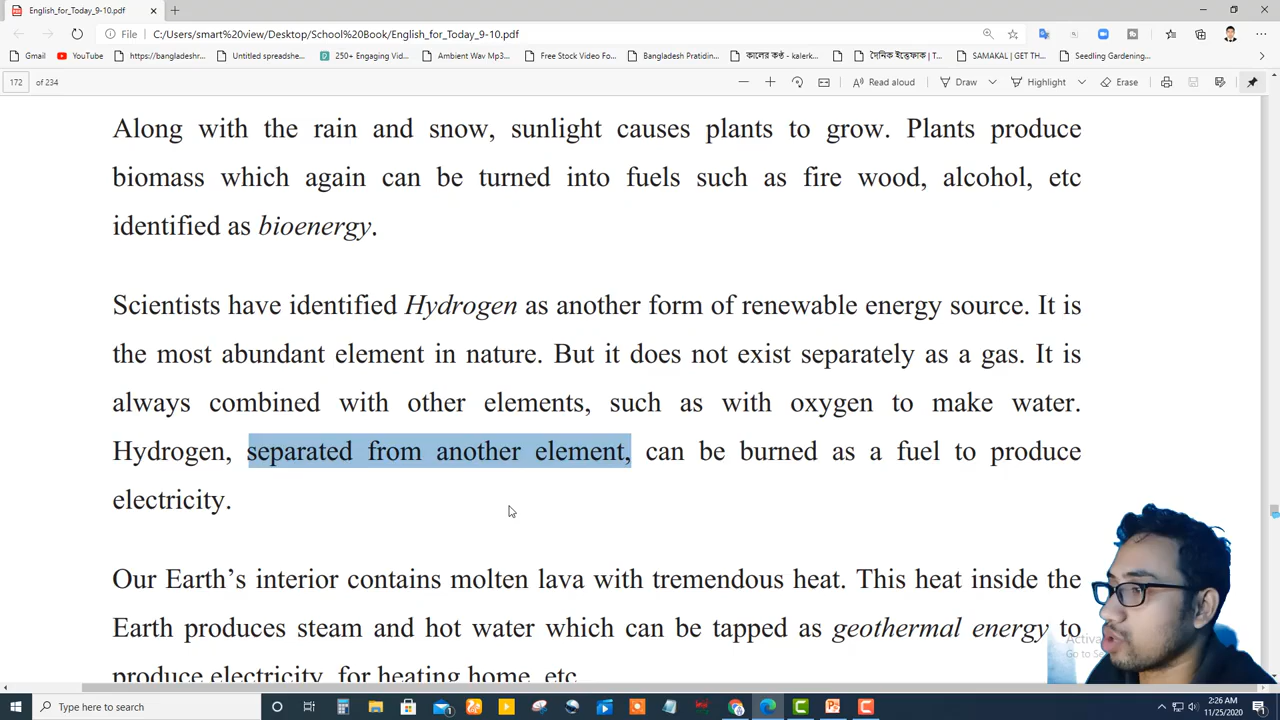 English_for_Today_9-10.pdf
File C:/Users/smart%20view/Desktop/School%20Book/English_for_Today_9-10.pdf
Gmail YouTube https://bangladeshr... Untitled spreadshe... 250+ Engaging Vid... Ambient Wav Mp3... Free Stock Video Fo... Bangladesh Pratidin... কালের কণ্ঠ - kalerk... দৈনিক ইত্তেফাক | T... SAMAKAL | GET TH... Seedling Gardening...
172 of 234 Read aloud Draw Highlight Erase
Along with the rain and snow, sunlight causes plants to grow. Plants produce
biomass which again can be turned into fuels such as fire wood, alcohol, etc
identified as bioenergy.
Scientists have identified Hydrogen as another form of renewable energy source. It is
the most abundant element in nature. But it does not exist separately as a gas. It is
always combined with other elements, such as with oxygen to make water.
Hydrogen, separated from another element, can be burned as a fuel to produce
electricity.
Our Earth's interior contains molten lava with tremendous heat. This heat inside the
Earth produces steam and hot water which can be tapped as geothermal energy to
produce electricity, for heating home, etc
Type here to search
2:26 AM
11/25/2020